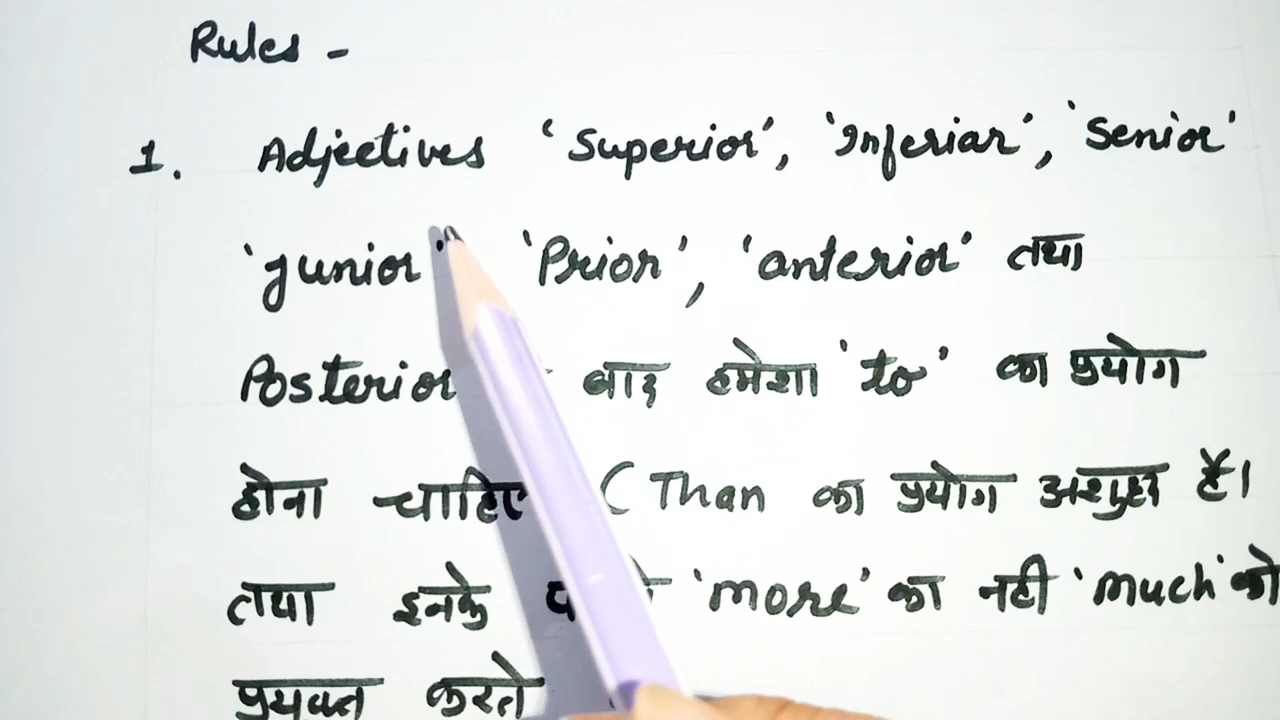 Rules -
1. Adjectives 'Superior', 'Inferiar', 'Senior'
'junior' 'Prior', 'anterior' तथा
Posterior बाद हमेशा 'to' का प्रयोग
होना चाहिए (Than का प्रयोग अशुद्ध हैं।
तथा इनके 'more' का नही 'much' को
प्रयुक्त करते